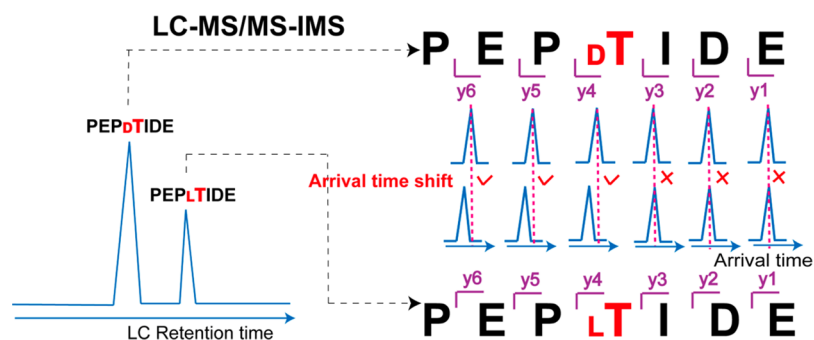 LC-MS/MS-IMS
P E P DT I D E
y6 y5 y4 y3 y2 y1
PEPDTIDE
PEPLTIDE
Arrival time shift ✓ ✓ ✓ × × ×
Arrival time
y6 y5 y4 y3 y2 y1
P E P LT I D E
LC Retention time